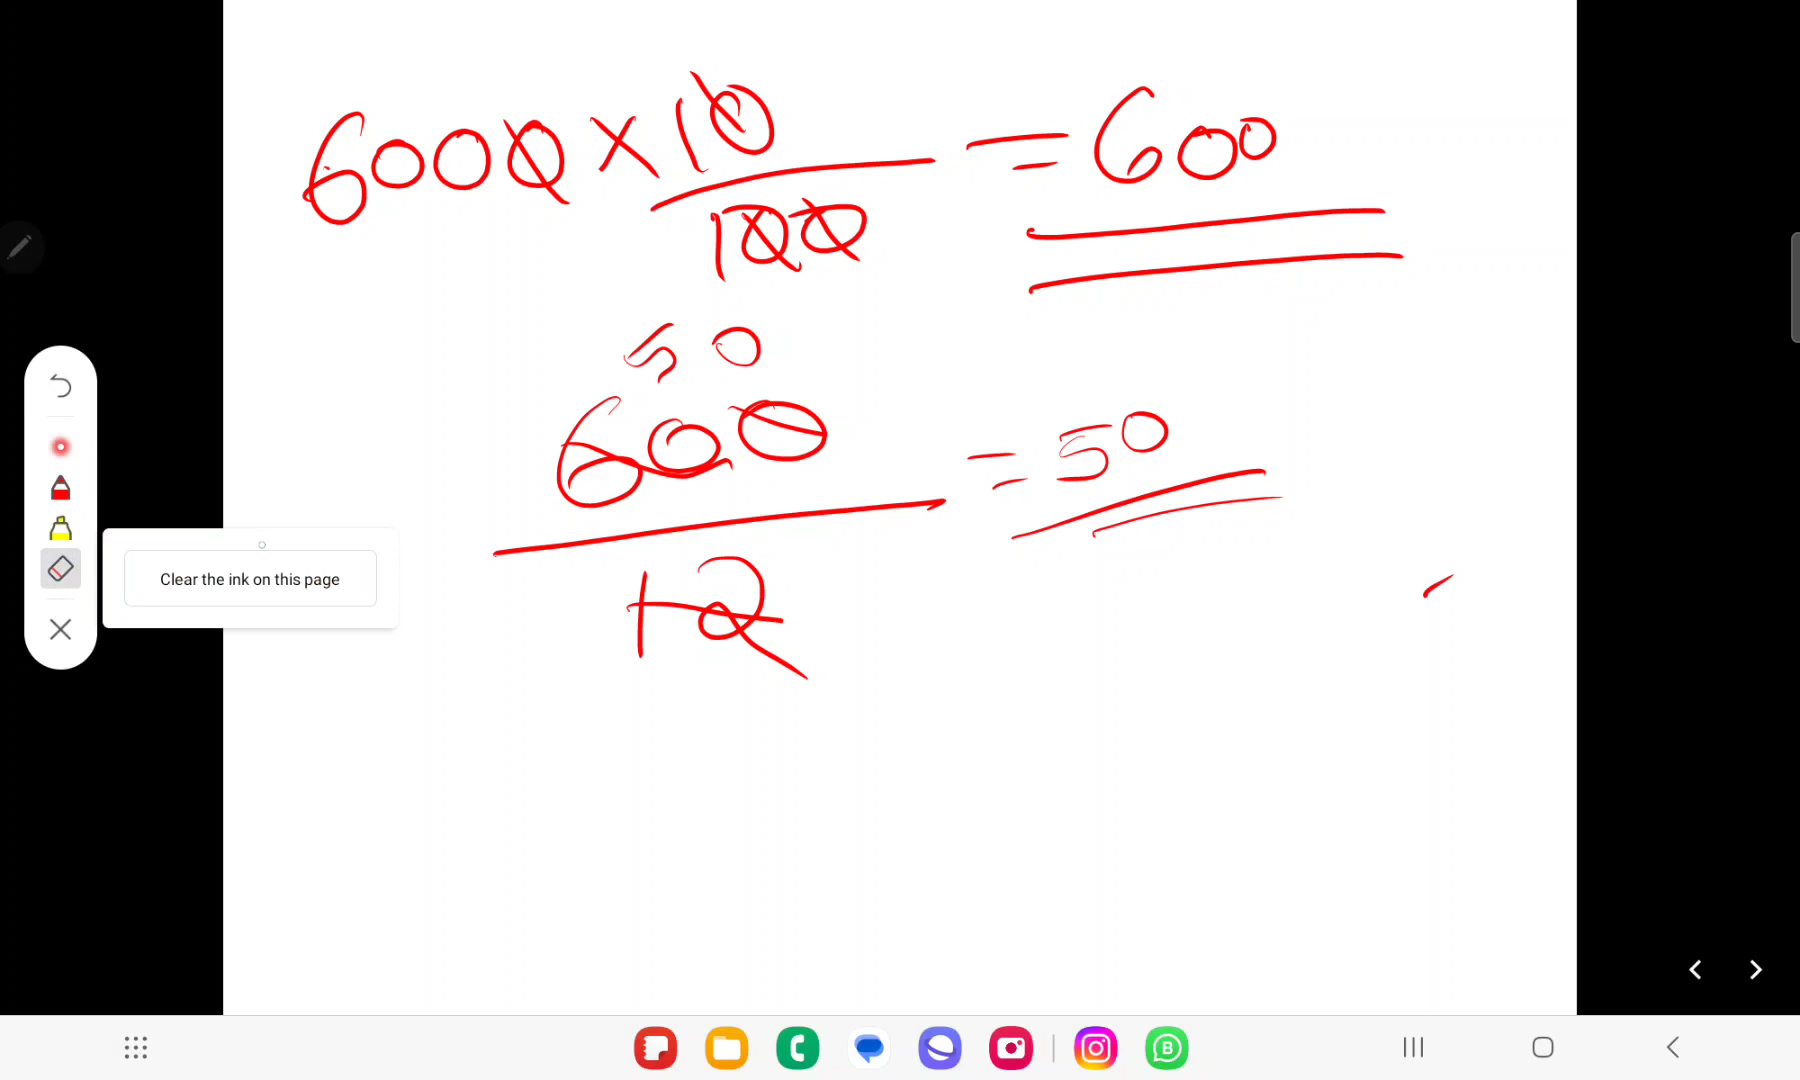 6000 × 10 = 600
100
50
600 = 50
12
Clear the ink on this page